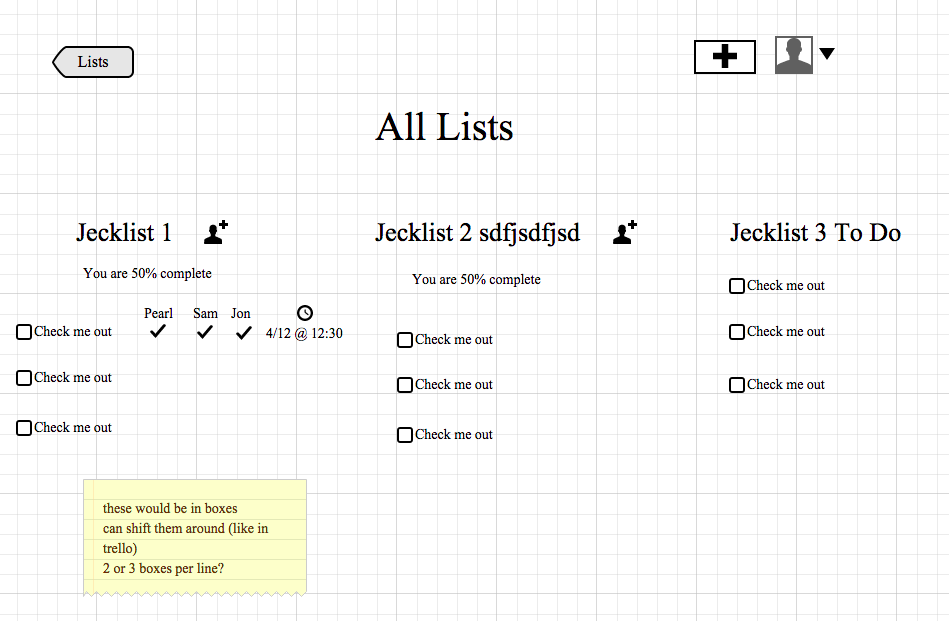 Lists
All Lists
Jecklist 1
You are 50% complete
Pearl Sam Jon
Check me out 4/12 @ 12:30
Check me out
Check me out
Jecklist 2 sdfjsdfjsd
You are 50% complete
Check me out
Check me out
Check me out
Jecklist 3 To Do
Check me out
Check me out
Check me out
these would be in boxes
can shift them around (like in
trello)
2 or 3 boxes per line?